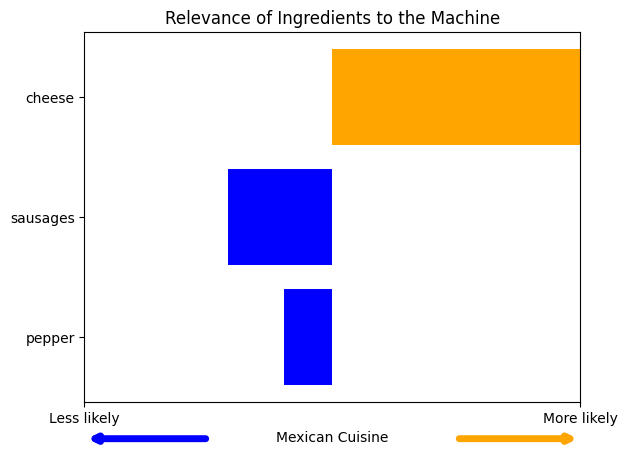 Relevance of Ingredients to the Machine
cheese
sausages
pepper
Less likely
More likely
Mexican Cuisine